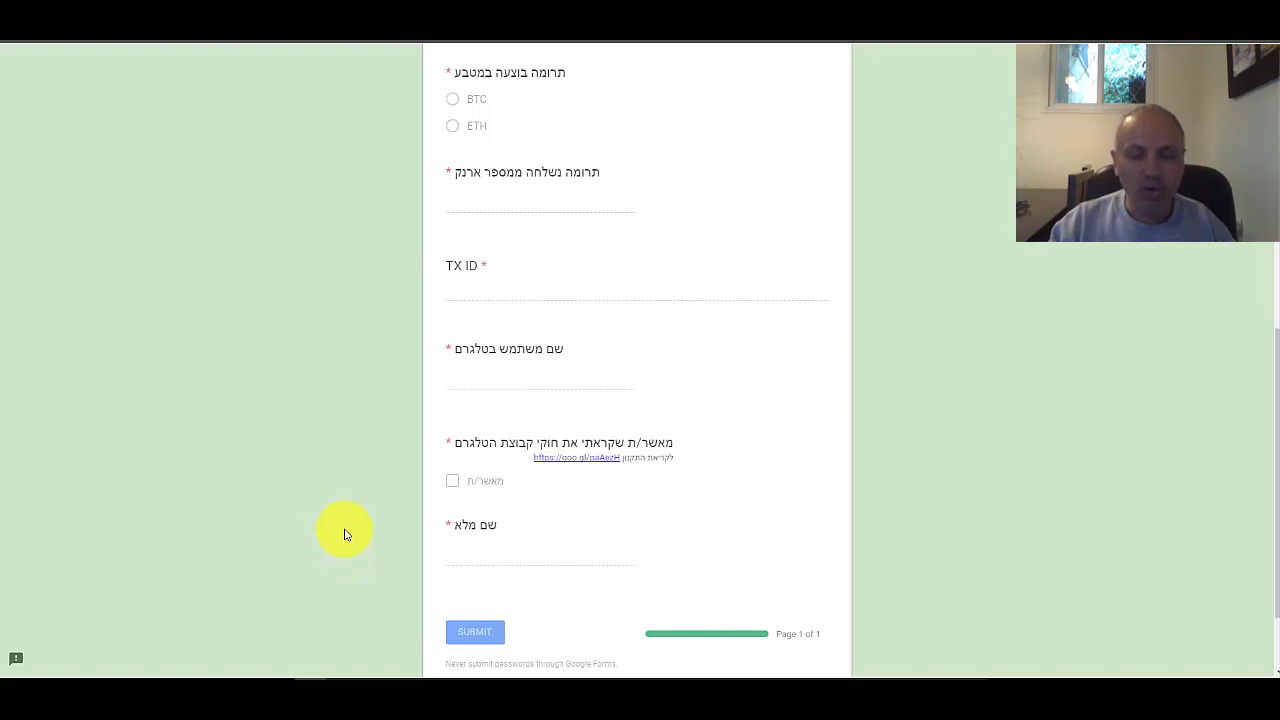 תרומה בוצעה במטבע *
BTC
ETH
תרומה נשלחה ממספר ארנק *
TX ID *
שם משתמש בטלגרם *
מאשר/ת שקראתי את חוקי קבוצת הטלגרם *
לקריאת התקנון https://goo.gl/paAezH
מאשר/ת
שם מלא *
SUBMIT
Page 1 of 1
Never submit passwords through Google Forms.